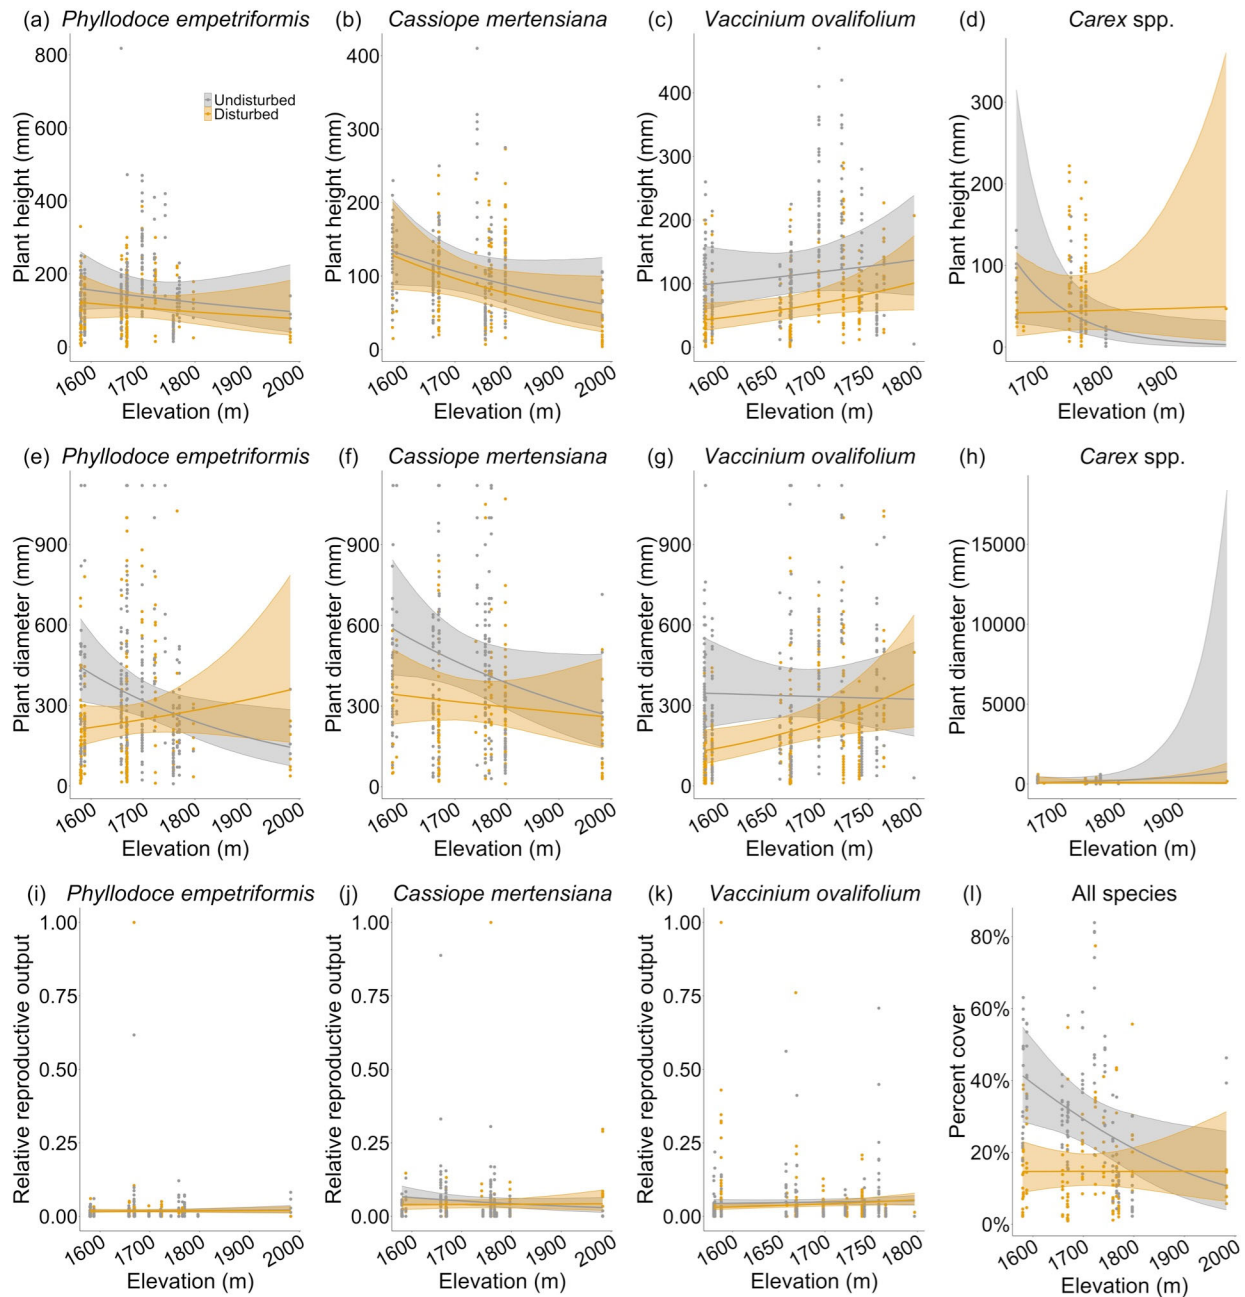 (a) Phyllodoce empetriformis
(b) Cassiope mertensiana
(c) Vaccinium ovalifolium
(d) Carex spp.
Plant height (mm)
800
600
400
200
0
Undisturbed
Disturbed
1600 1700 1800 1900 2000
Elevation (m)
Plant height (mm)
400
300
200
100
0
1600 1700 1800 1900 2000
Elevation (m)
Plant height (mm)
400
300
200
100
0
1600 1650 1700 1750 1800
Elevation (m)
Plant height (mm)
300
200
100
0
1700 1800 1900
Elevation (m)
(e) Phyllodoce empetriformis
(f) Cassiope mertensiana
(g) Vaccinium ovalifolium
(h) Carex spp.
Plant diameter (mm)
900
600
300
0
1600 1700 1800 1900 2000
Elevation (m)
Plant diameter (mm)
900
600
300
0
1600 1700 1800 1900 2000
Elevation (m)
Plant diameter (mm)
900
600
300
0
1600 1650 1700 1750 1800
Elevation (m)
Plant diameter (mm)
15000
10000
5000
0
1700 1800 1900
Elevation (m)
(i) Phyllodoce empetriformis
(j) Cassiope mertensiana
(k) Vaccinium ovalifolium
(l) All species
Relative reproductive output
1.00
0.75
0.50
0.25
0.00
1600 1700 1800 1900 2000
Elevation (m)
Relative reproductive output
1.00
0.75
0.50
0.25
0.00
1600 1700 1800 1900 2000
Elevation (m)
Relative reproductive output
1.00
0.75
0.50
0.25
0.00
1600 1650 1700 1750 1800
Elevation (m)
Percent cover
80%
60%
40%
20%
0%
1600 1700 1800 1900 2000
Elevation (m)